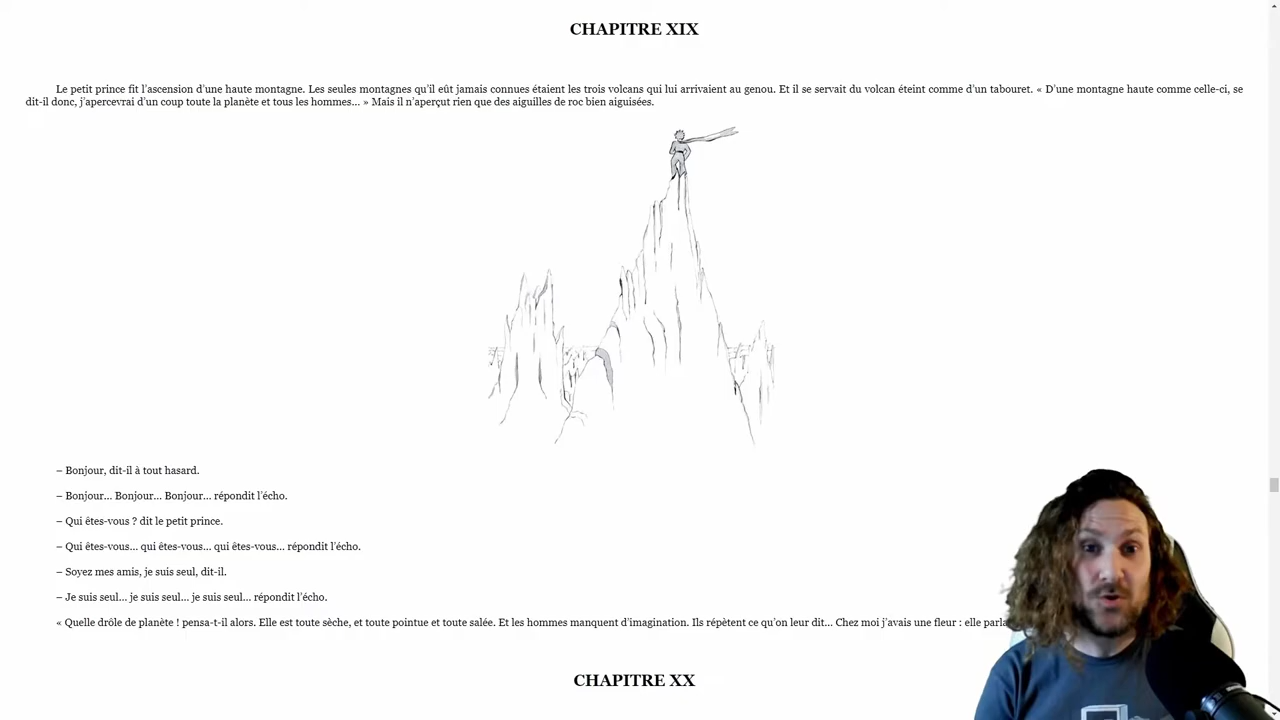 CHAPITRE XIX
Le petit prince fit l'ascension d'une haute montagne. Les seules montagnes qu'il eût jamais connues étaient les trois volcans qui lui arrivaient au genou. Et il se servait du volcan éteint comme d'un tabouret. « D'une montagne haute comme celle-ci, se
dit-il donc, j'apercevrai d'un coup toute la planète et tous les hommes… » Mais il n'aperçut rien que des aiguilles de roc bien aiguisées.
– Bonjour, dit-il à tout hasard.
– Bonjour… Bonjour… Bonjour… répondit l'écho.
– Qui êtes-vous ? dit le petit prince.
– Qui êtes-vous… qui êtes-vous… qui êtes-vous… répondit l'écho.
– Soyez mes amis, je suis seul, dit-il.
– Je suis seul… je suis seul… je suis seul… répondit l'écho.
« Quelle drôle de planète ! pensa-t-il alors. Elle est toute sèche, et toute pointue et toute salée. Et les hommes manquent d'imagination. Ils répètent ce qu'on leur dit… Chez moi j'avais une fleur : elle parla
CHAPITRE XX